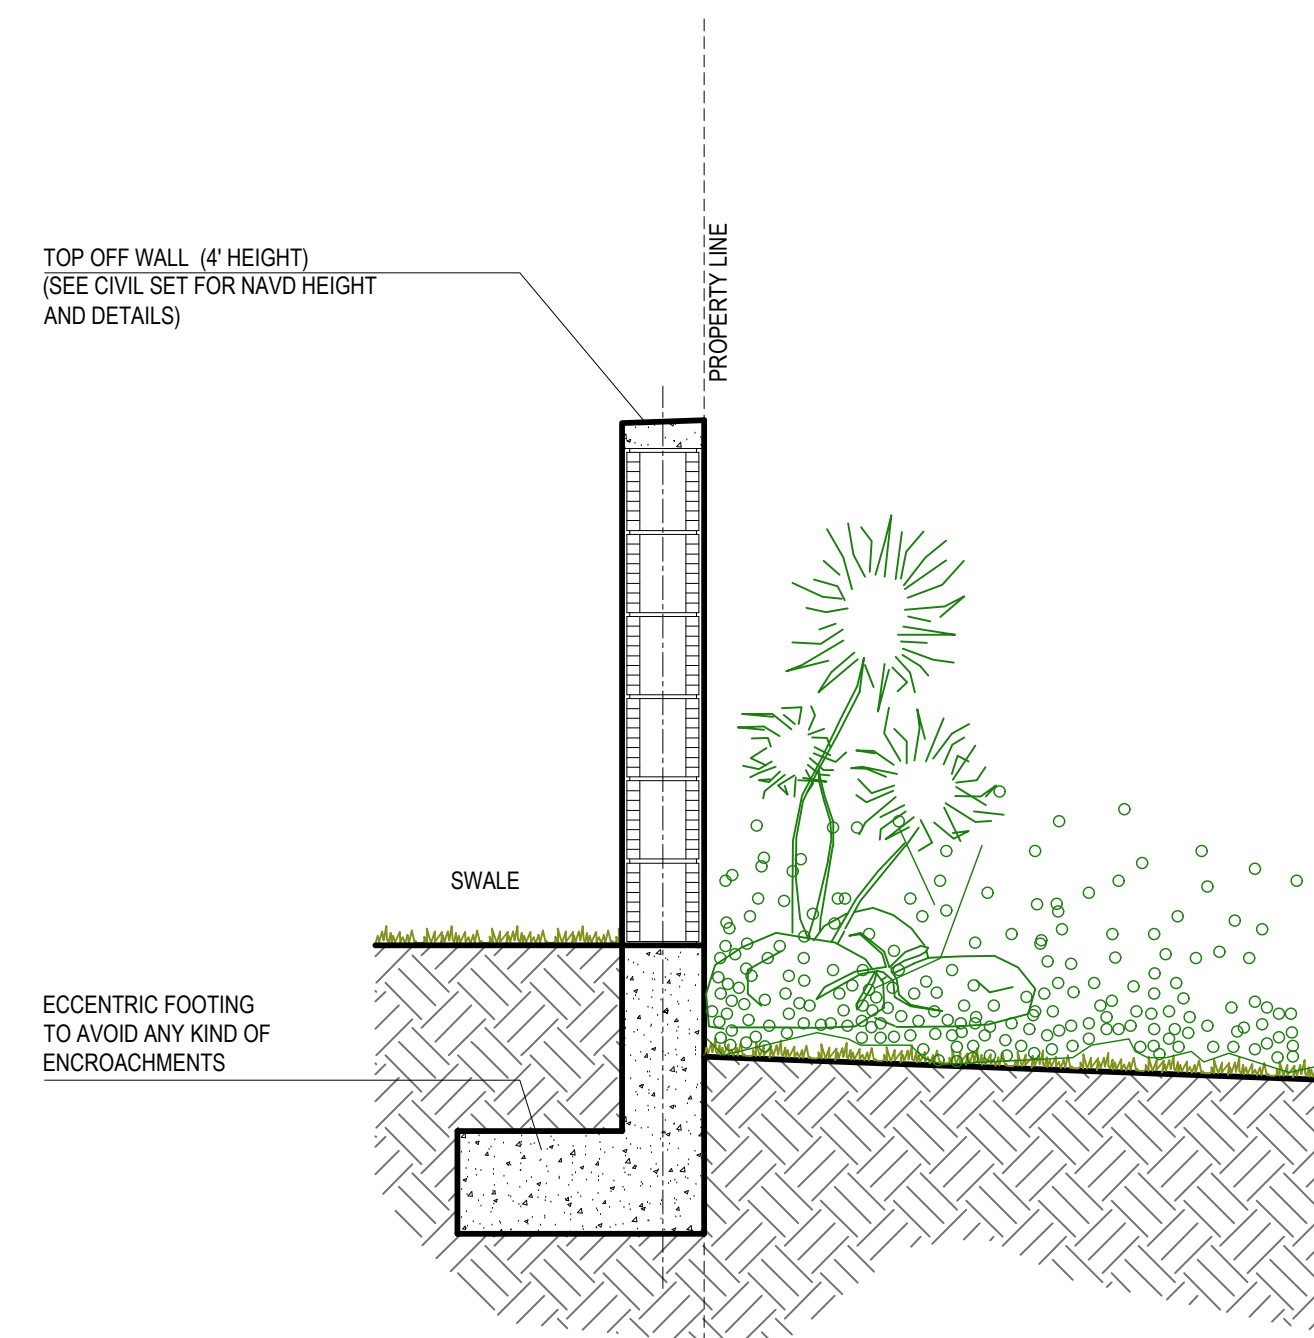 TOP OFF WALL (4' HEIGHT)
(SEE CIVIL SET FOR NAVD HEIGHT
AND DETAILS)
PROPERTY LINE
SWALE
ECCENTRIC FOOTING
TO AVOID ANY KIND OF
ENCROACHMENTS